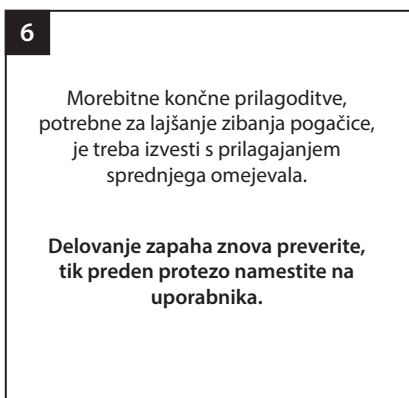 6
Morebitne končne prilagoditve,
potrebne za lajšanje zibanja pogačice,
je treba izvesti s prilagajanjem
sprednjega omejevala.
Delovanje zapaha znova preverite,
tik preden protezo namestite na
uporabnika.